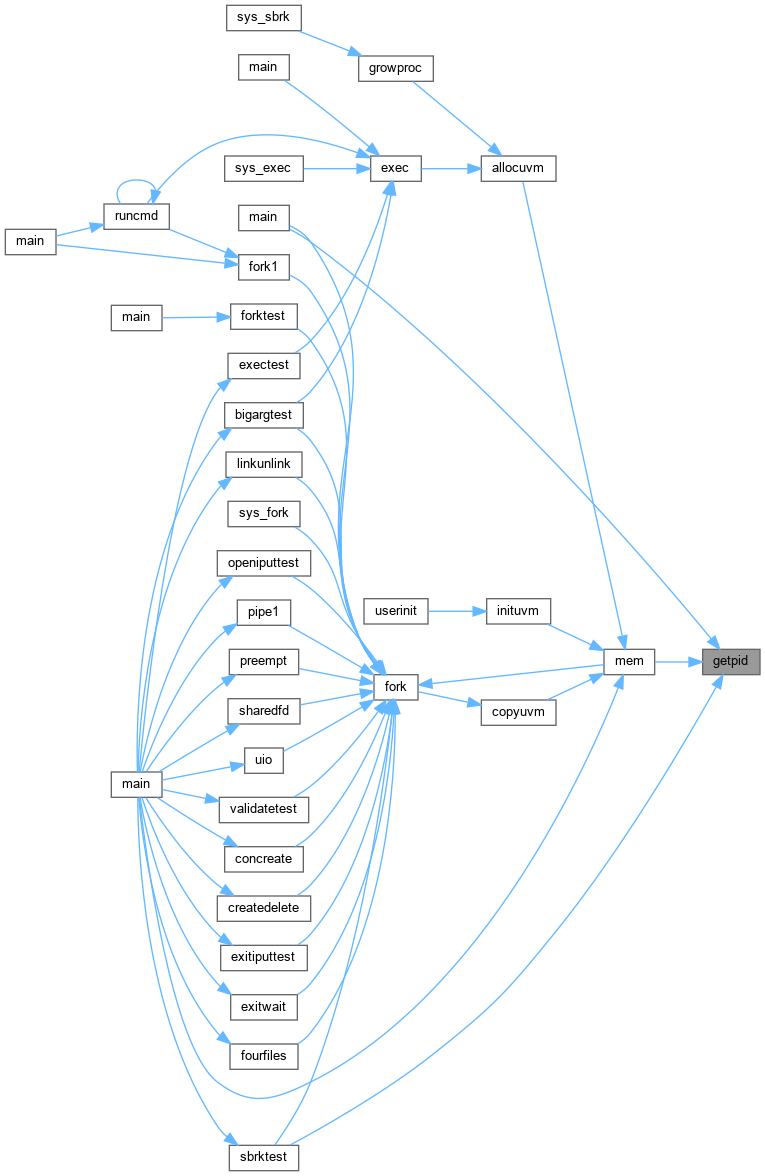 sys_sbrk
main
growproc
sys_exec
exec
allocuvm
runcmd
main
main
fork1
main
forktest
exectest
bigargtest
linkunlink
sys_fork
openiputtest
pipe1
userinit
inituvm
preempt
mem
getpid
fork
sharedfd
copyuvm
uio
main
validatetest
concreate
createdelete
exitiputtest
exitwait
fourfiles
sbrktest